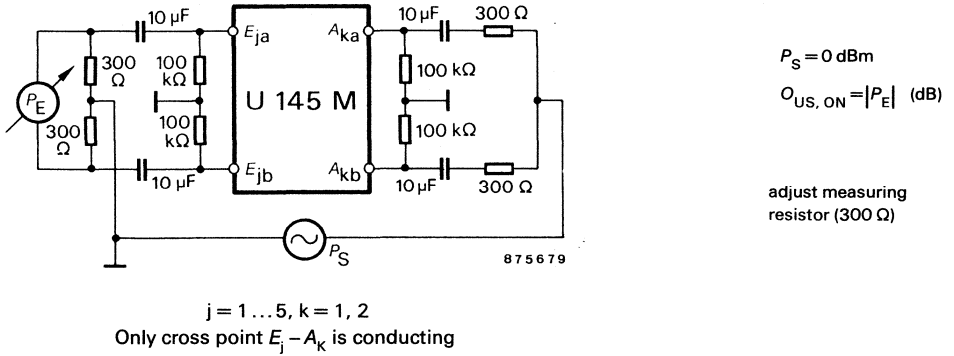 10 µF
10 µF
300 Ω
E_ja
A_ka
P_S = 0 dBm
300
Ω
100
kΩ
100 kΩ
P_E
U 145 M
O_US, ON = |P_E| (dB)
300
Ω
100
kΩ
100 kΩ
E_jb
A_kb
10 µF
10 µF
300 Ω
adjust measuring
resistor (300 Ω)
P_S
875679
j = 1 ... 5, k = 1, 2
Only cross point E_j – A_K is conducting